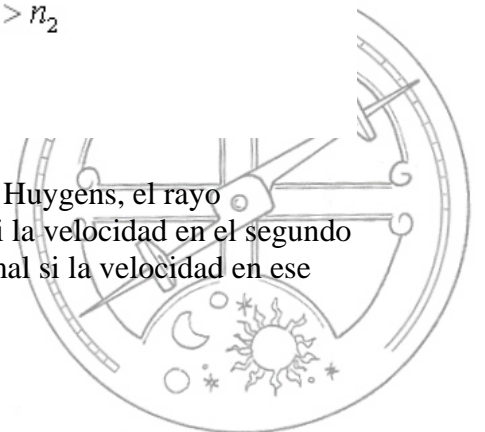 > n₂
Huygens, el rayo
i la velocidad en el segundo
nal si la velocidad en ese